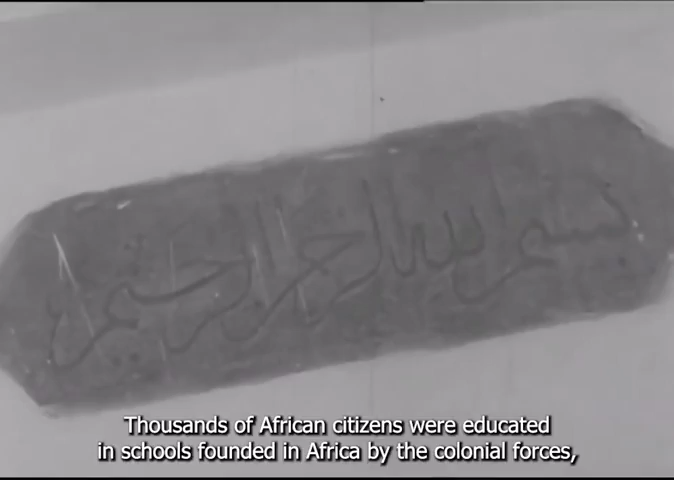 بسم الله الرحمن الرحيم
Thousands of African citizens were educated
in schools founded in Africa by the colonial forces,